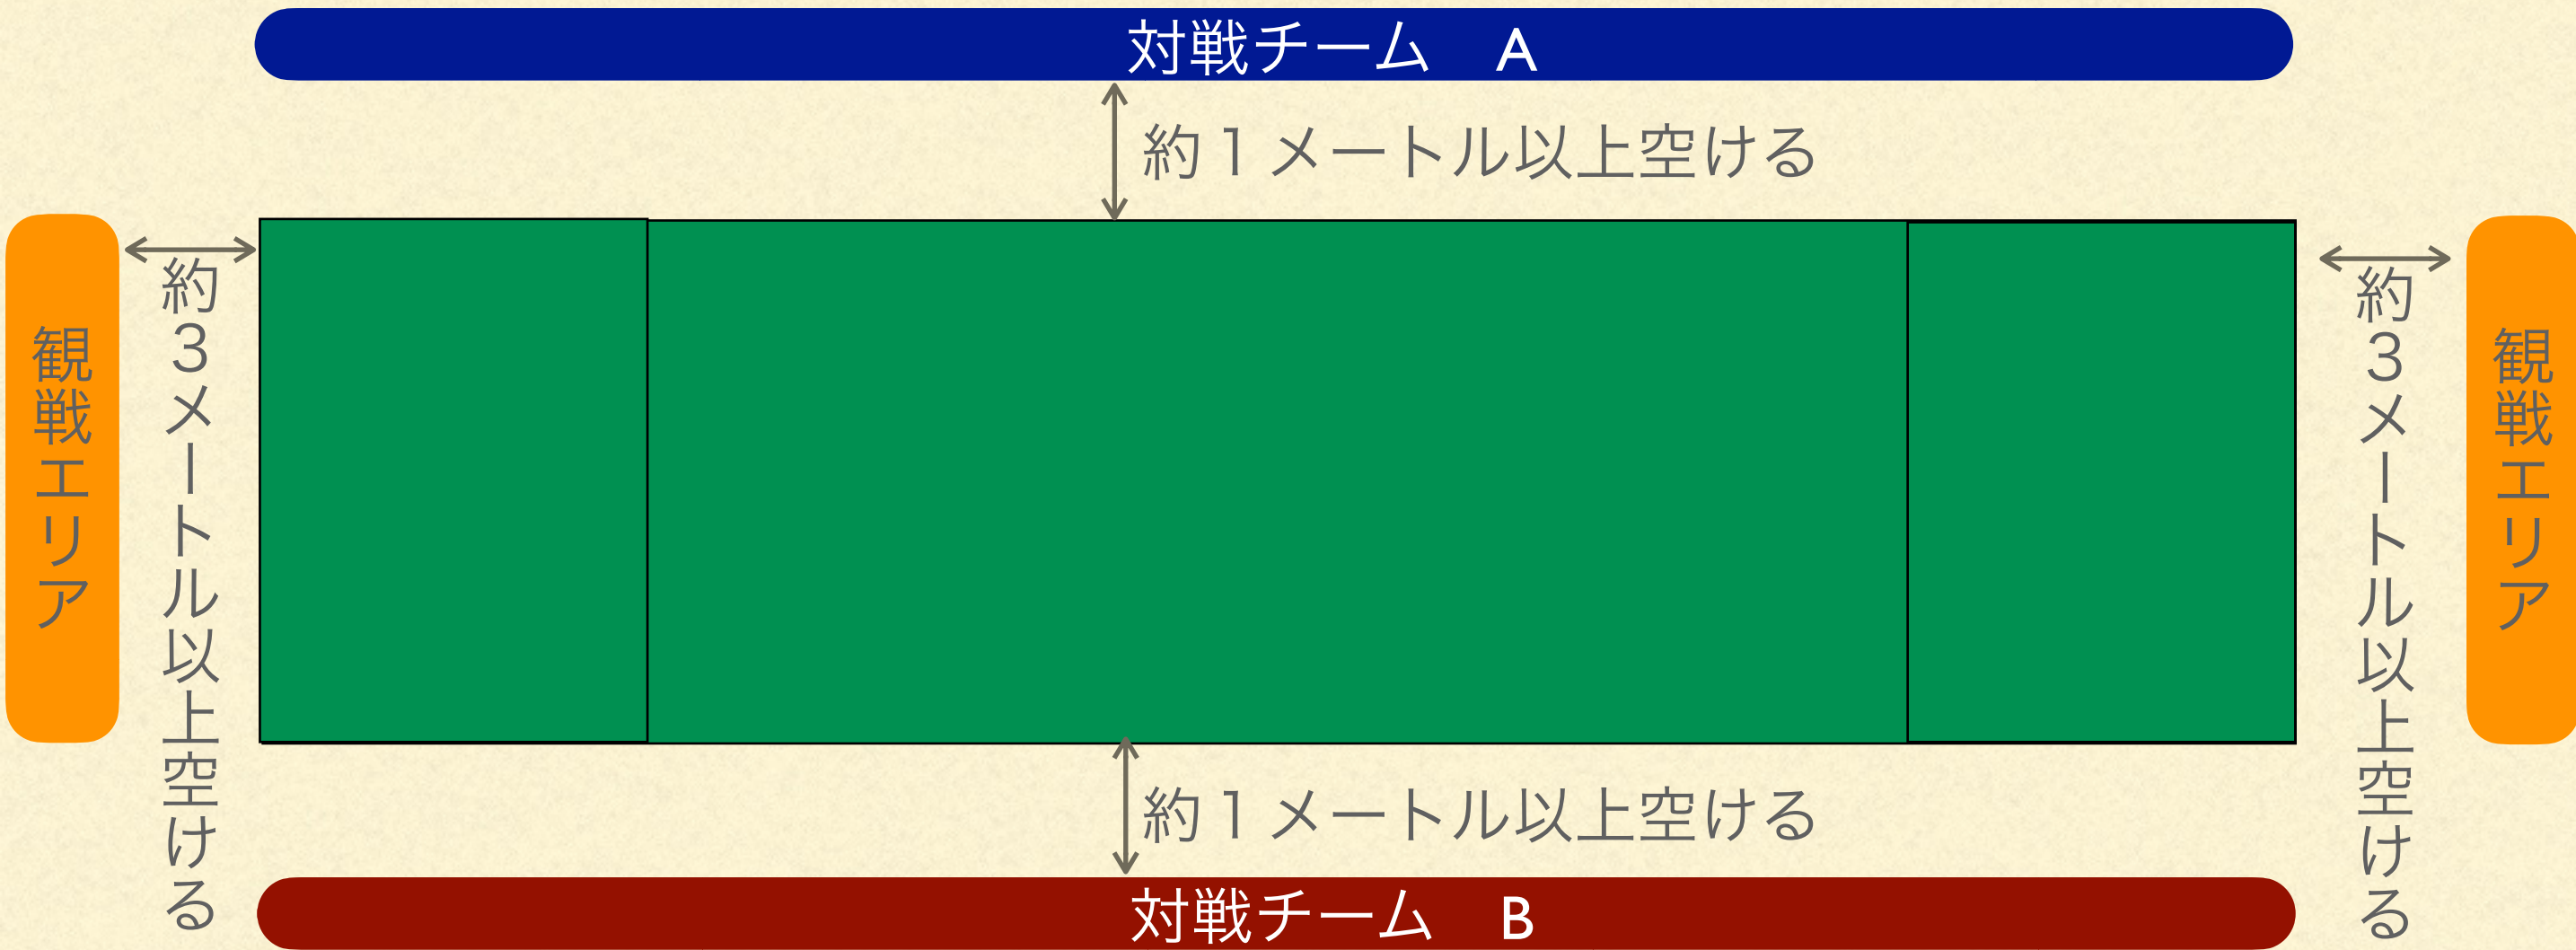 対戦チーム　A
約１メートル以上空ける
観戦エリア
約３メートル以上空ける
約３メートル以上空ける
観戦エリア
約１メートル以上空ける
対戦チーム　B